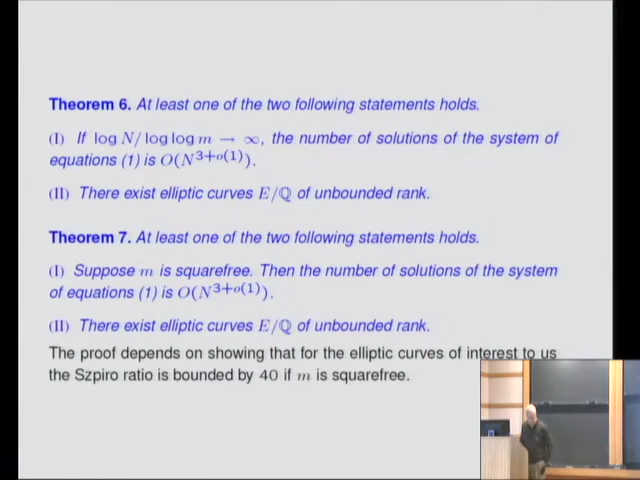 Theorem 6. At least one of the two following statements holds.
(I) If log N/ log log m → ∞, the number of solutions of the system of
equations (1) is O(N^{3+o(1)}).
(II) There exist elliptic curves E/ℚ of unbounded rank.
Theorem 7. At least one of the two following statements holds.
(I) Suppose m is squarefree. Then the number of solutions of the system
of equations (1) is O(N^{3+o(1)}).
(II) There exist elliptic curves E/ℚ of unbounded rank.
The proof depends on showing that for the elliptic curves of interest to us
the Szpiro ratio is bounded by 40 if m is squarefree.